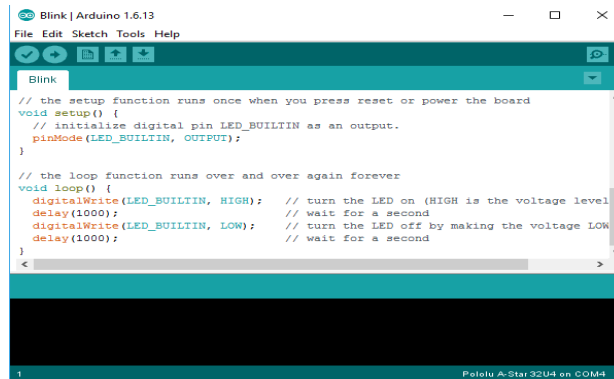 Blink | Arduino 1.6.13
File Edit Sketch Tools Help
Blink
// the setup function runs once when you press reset or power the board
void setup() {
  // initialize digital pin LED_BUILTIN as an output.
  pinMode(LED_BUILTIN, OUTPUT);
}
// the loop function runs over and over again forever
void loop() {
  digitalWrite(LED_BUILTIN, HIGH);   // turn the LED on (HIGH is the voltage level
  delay(1000);                       // wait for a second
  digitalWrite(LED_BUILTIN, LOW);    // turn the LED off by making the voltage LOW
  delay(1000);                       // wait for a second
}
1
Pololu A-Star 32U4 on COM4